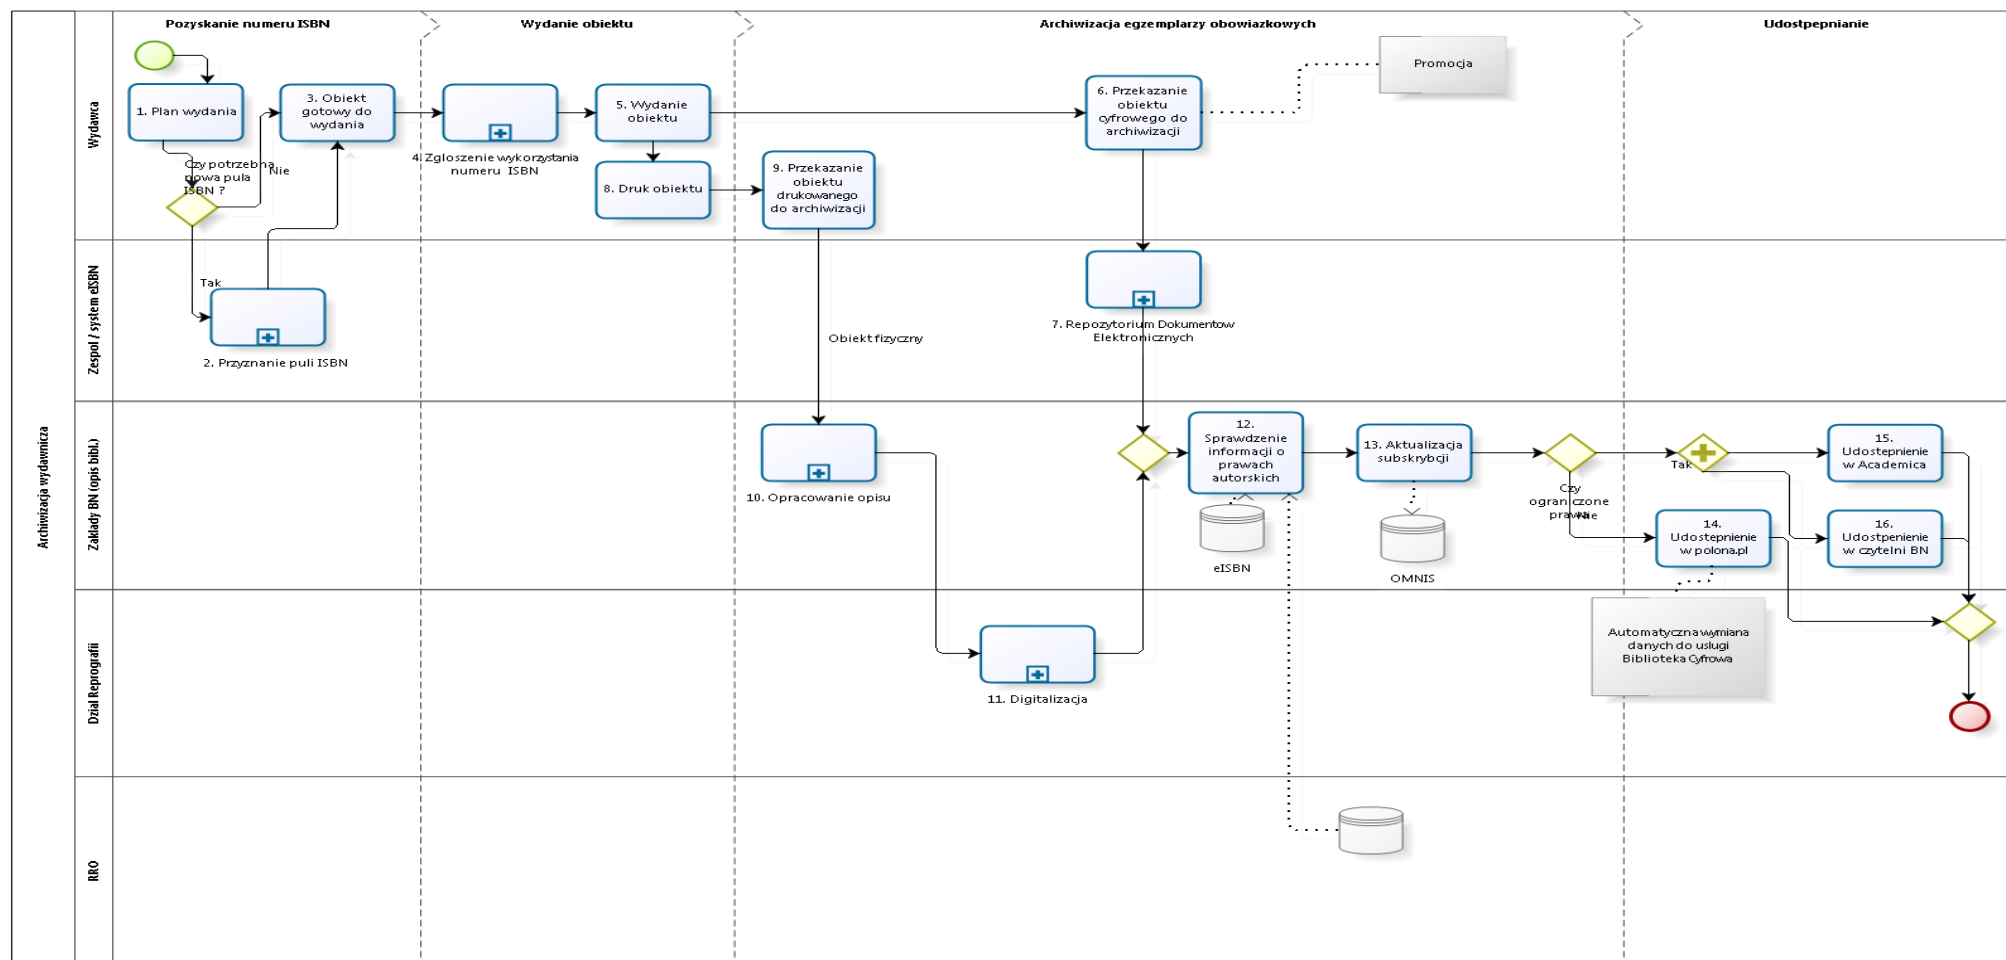 Pozyskanie numeru ISBN
Wydanie obiektu
Archiwizacja egzemplarzy obowiazkowych
Udostpepnianie
Archiwizacja wydawnicza
Wydawca
1. Plan wydania
3. Obiekt
gotowy do
wydania
Czy potrzebna
nowa pula
ISBN ?
Nie
4. Zgloszenie wykorzystania
numeru ISBN
5. Wydanie
obiektu
8. Druk obiektu
9. Przekazanie
obiektu
drukowanego
do archiwizacji
6. Przekazanie
obiektu
cyfrowego do
archiwizacji
Promocja
Zespol / system eISBN
Tak
2. Przyznanie puli ISBN
Obiekt fizyczny
7. Repozytorium Dokumentow
Elektronicznych
Zaklady BN (opis bibl.)
10. Opracowanie opisu
12.
Sprawdzenie
informacji o
prawach
autorskich
eISBN
13. Aktualizacja
subskrybcji
OMNIS
Czy
ograniczone
prawa
Nie
Tak
14.
Udostepnienie
w polona.pl
15.
Udostepnienie
w Academica
16.
Udostpenienie
w czytelni BN
Dzial Reprografii
11. Digitalizacja
Automatyczna wymiana
danych do uslugi
Biblioteka Cyfrowa
RRO